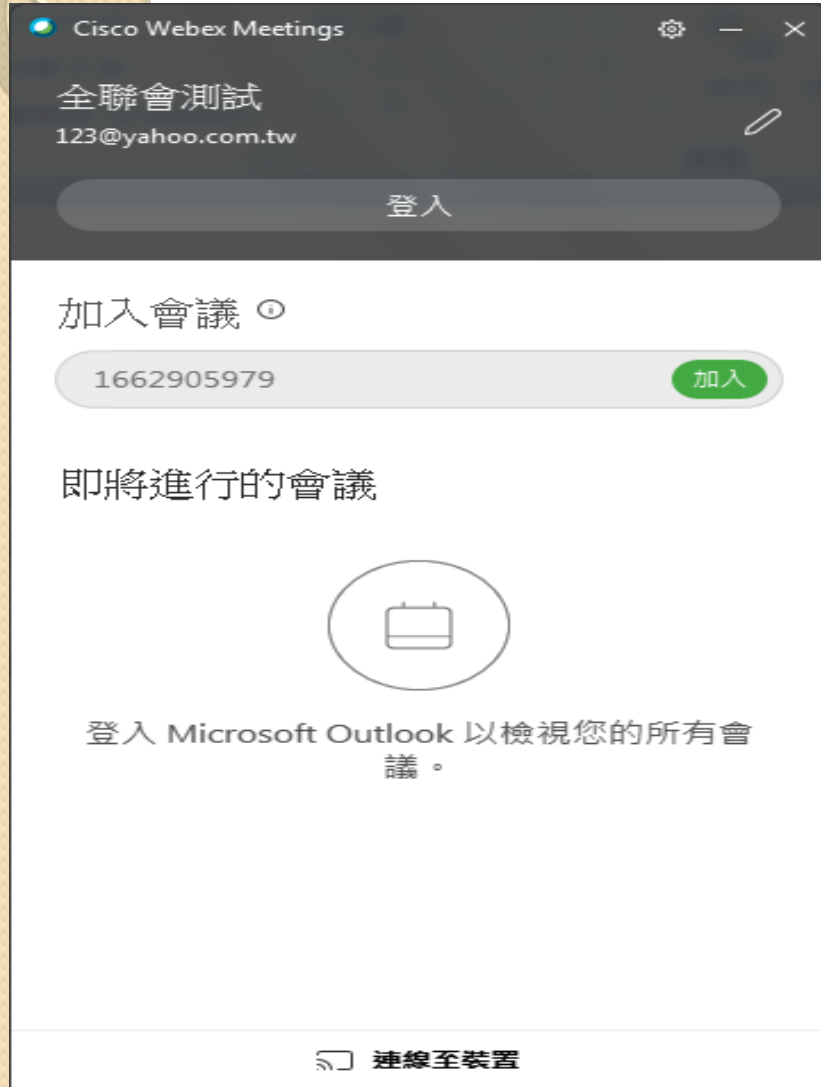 Cisco Webex Meetings
全聯會測試
123@yahoo.com.tw
登入
加入會議
1662905979 加入
即將進行的會議
登入 Microsoft Outlook 以檢視您的所有會
議。
連線至裝置